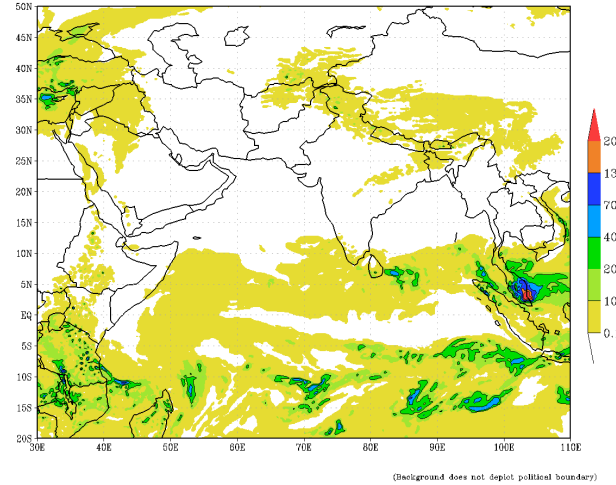 50N
45N
40N
35N
30N
25N
20N
15N
10N
5N
EQ
5S
10S
15S
20S
30E 40E 50E 60E 70E 80E 90E 100E 110E
20
13
70
40
20
10
0.
(Background does not depict political boundary)